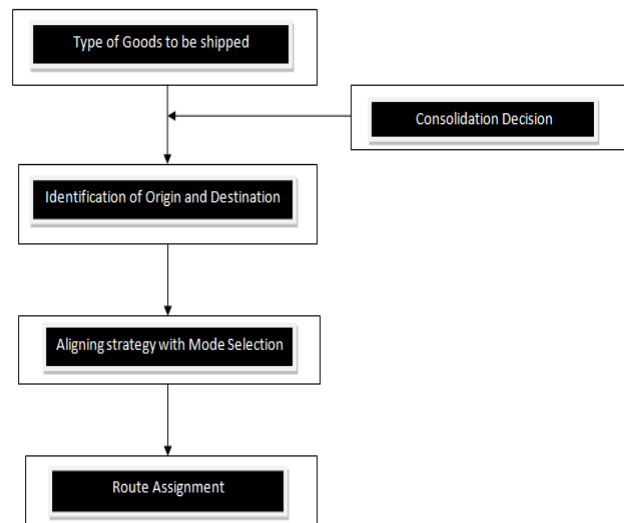 Type of Goods to be shipped
Consolidation Decision
Identification of Origin and Destination
Aligning strategy with Mode Selection
Route Assignment